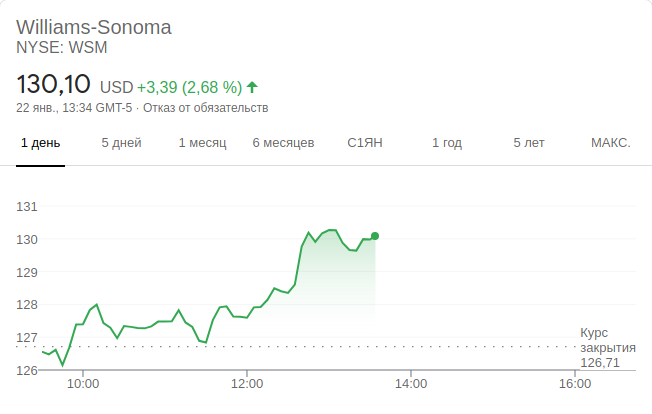 Williams-Sonoma
NYSE: WSM
130,10 USD +3,39 (2,68 %)
22 янв., 13:34 GMT-5 · Отказ от обязательств
1 день 5 дней 1 месяц 6 месяцев С1ЯН 1 год 5 лет МАКС.
131
130
129
128
127
126
Курс
закрытия
126,71
10:00 12:00 14:00 16:00